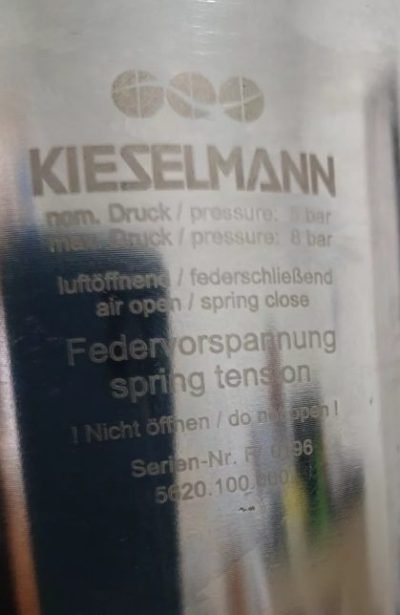 KIESELMANN
nom. Druck / pressure: 5 bar
max. Druck / pressure: 8 bar
luftöffnend / federschließend
air open / spring close
Federvorspannung
spring tension
! Nicht öffnen / do not open !
Serien-Nr.